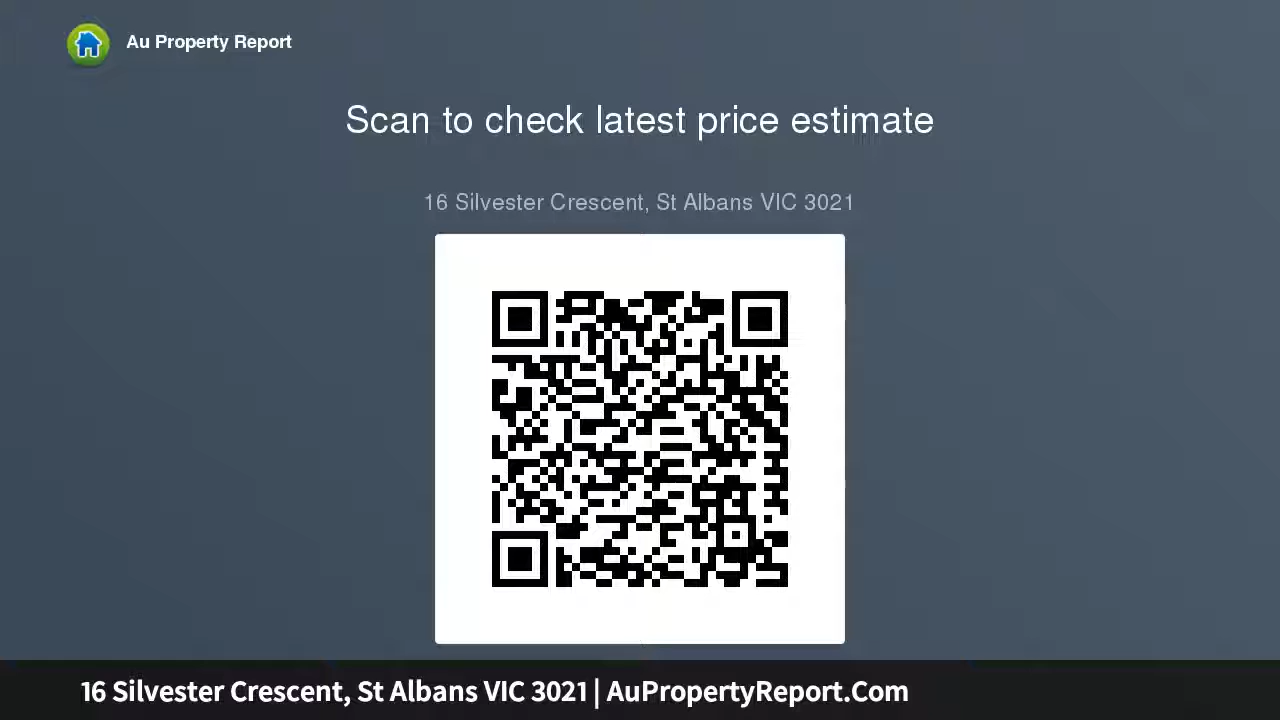 Au Property Report
Scan to check latest price estimate
16 Silvester Crescent, St Albans VIC 3021
16 Silvester Crescent, St Albans VIC 3021 | AuPropertyReport.Com